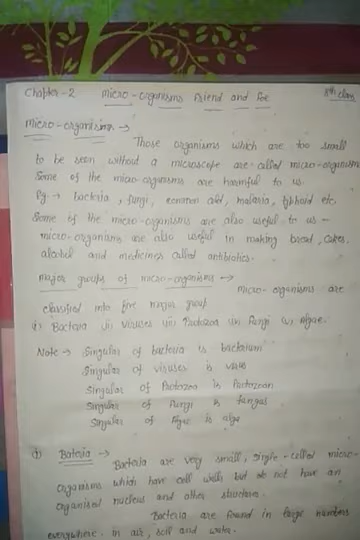 Chapter-2 Micro-organisms Friend and Foe 8th class
Micro-organism →
Those organisms which are too small
to be seen without a microscope are called micro-organism
Some of the micro organisms are harmful to us.
Eg → bacteria, fungi, common cold, malaria, typhoid etc.
Some of the micro-organisms are also useful to us -
micro-organisms are also useful in making bread, cakes,
alcohol and medicines called antibiotics.
Major groups of micro-organisms →
Micro-organisms are
classified into five major group
(i) Bacteria (ii) viruses (iii) Protozoa (iv) Fungi (v) algae.
Note → Singular of bacteria is bacterium
Singular of viruses is virus
Singular of Protozoa is Protozoan
Singular of Fungi is fungus
Singular of Algae is alga
Bateria →
Bacteria are very small, single-celled micro-
organisms which have cell walls but do not have an
organised nucleus and other structures.
Bacteria are found in large numbers
everywhere in air, soil and water.